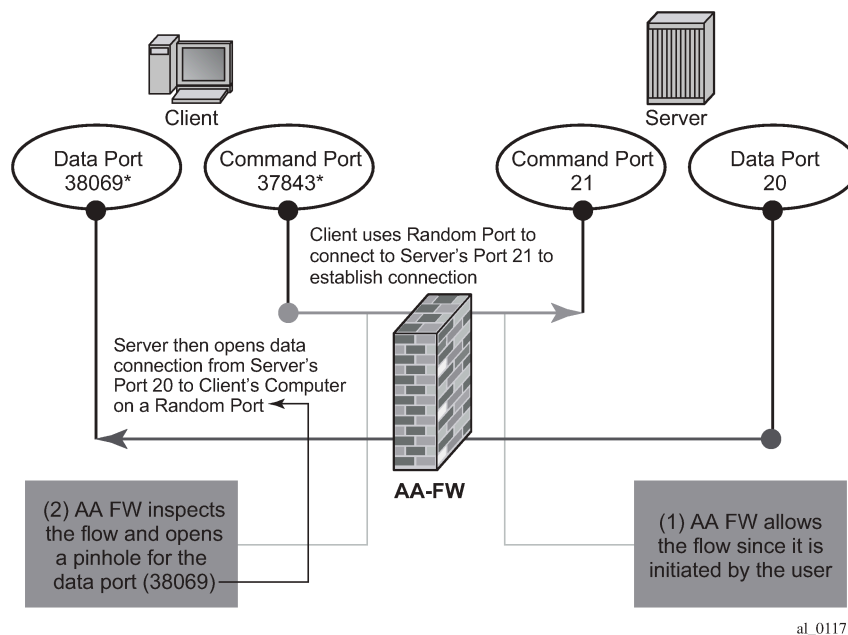 Client
Server
Data Port
38069*
Command Port
37843*
Command Port
21
Data Port
20
Client uses Random Port to
connect to Server's Port 21 to
establish connection
Server then opens data
connection from Server's
Port 20 to Client's Computer
on a Random Port
AA-FW
(2) AA FW inspects
the flow and opens
a pinhole for the
data port (38069)
(1) AA FW allows
the flow since it is
initiated by the user
al_0117